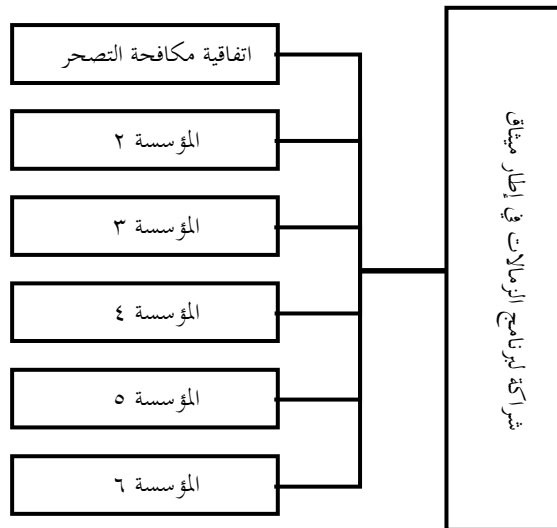 شراكة لبرنامج الزمالات في إطار ميثاق
اتفاقية مكافحة التصحر
المؤسسة ٢
المؤسسة ٣
المؤسسة ٤
المؤسسة ٥
المؤسسة ٦